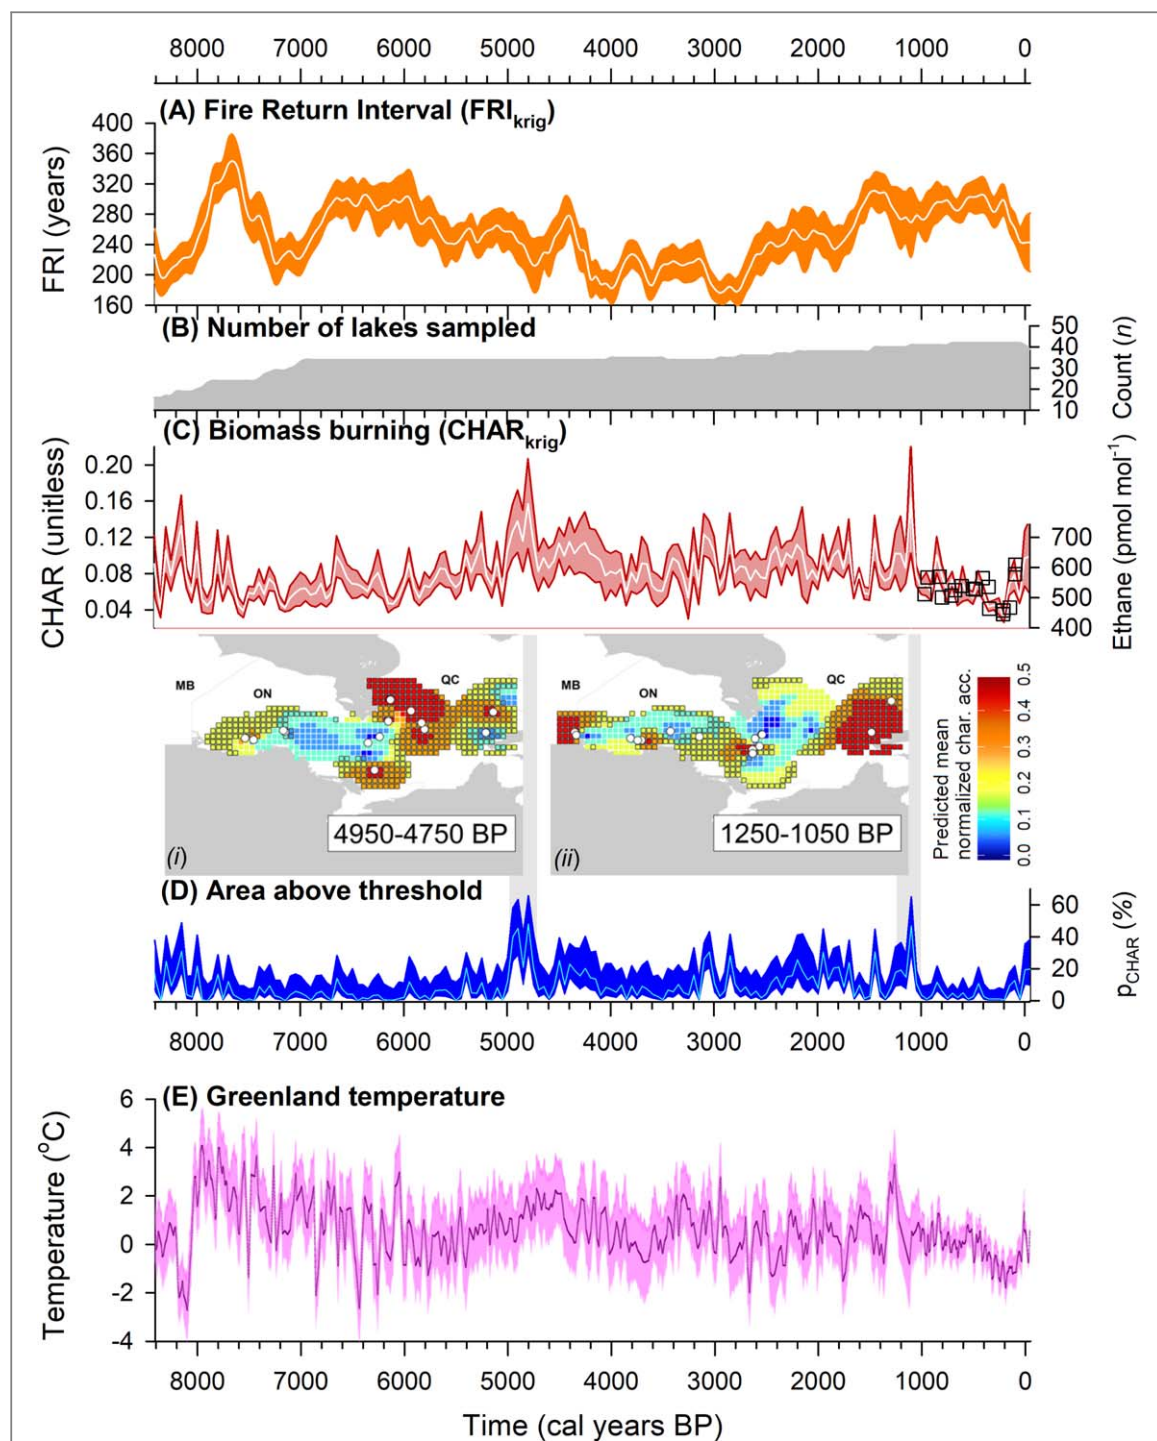 8000 7000 6000 5000 4000 3000 2000 1000 0
(A) Fire Return Interval (FRIkrig)
400
360
320
280
240
200
160
FRI (years)
(B) Number of lakes sampled
50
40
30
20
10
Count (n)
(C) Biomass burning (CHARkrig)
0.20
0.16
0.12
0.08
0.04
CHAR (unitless)
700
600
500
400
Ethane (pmol mol⁻¹)
MB
ON
QC
4950-4750 BP
(i)
MB
ON
QC
1250-1050 BP
(ii)
Predicted mean
normalized char. acc.
0.0 0.1 0.2 0.3 0.4 0.5
(D) Area above threshold
60
40
20
0
pCHAR (%)
8000 7000 6000 5000 4000 3000 2000 1000 0
(E) Greenland temperature
6
4
2
0
-2
-4
Temperature (°C)
8000 7000 6000 5000 4000 3000 2000 1000 0
Time (cal years BP)